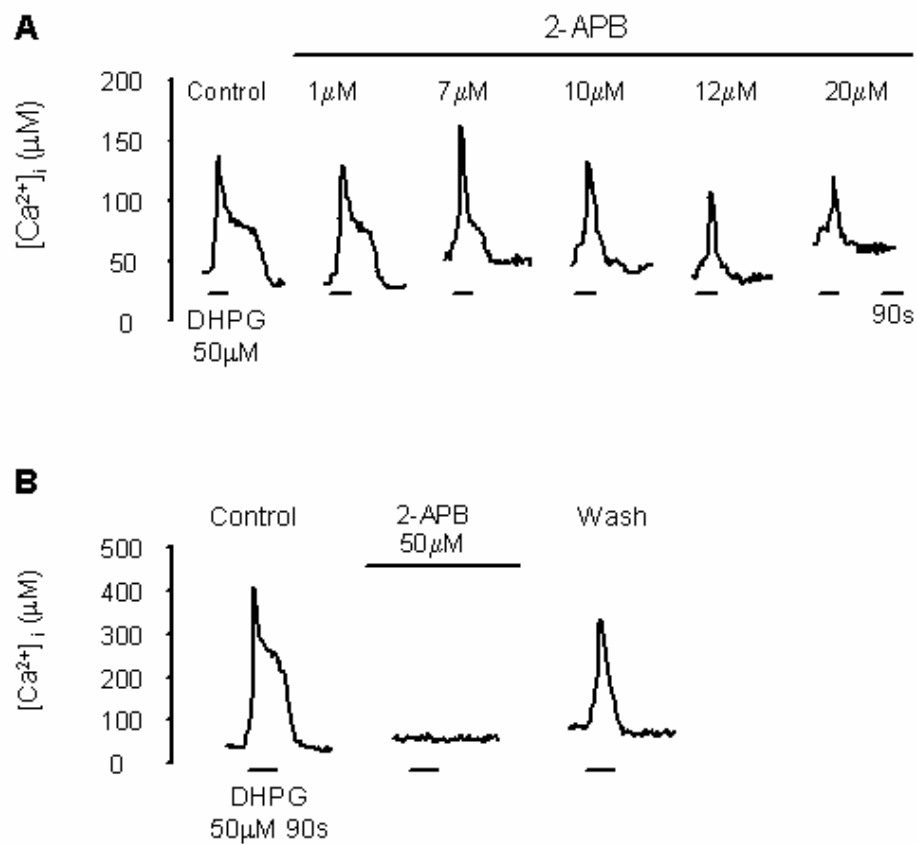 A
2-APB
Control 1µM 7µM 10µM 12µM 20µM
[Ca²⁺]ᵢ (µM)
200
150
100
50
0
DHPG
50µM
90s
B
Control 2-APB Wash
50µM
[Ca²⁺]ᵢ (µM)
500
400
300
200
100
0
DHPG
50µM 90s